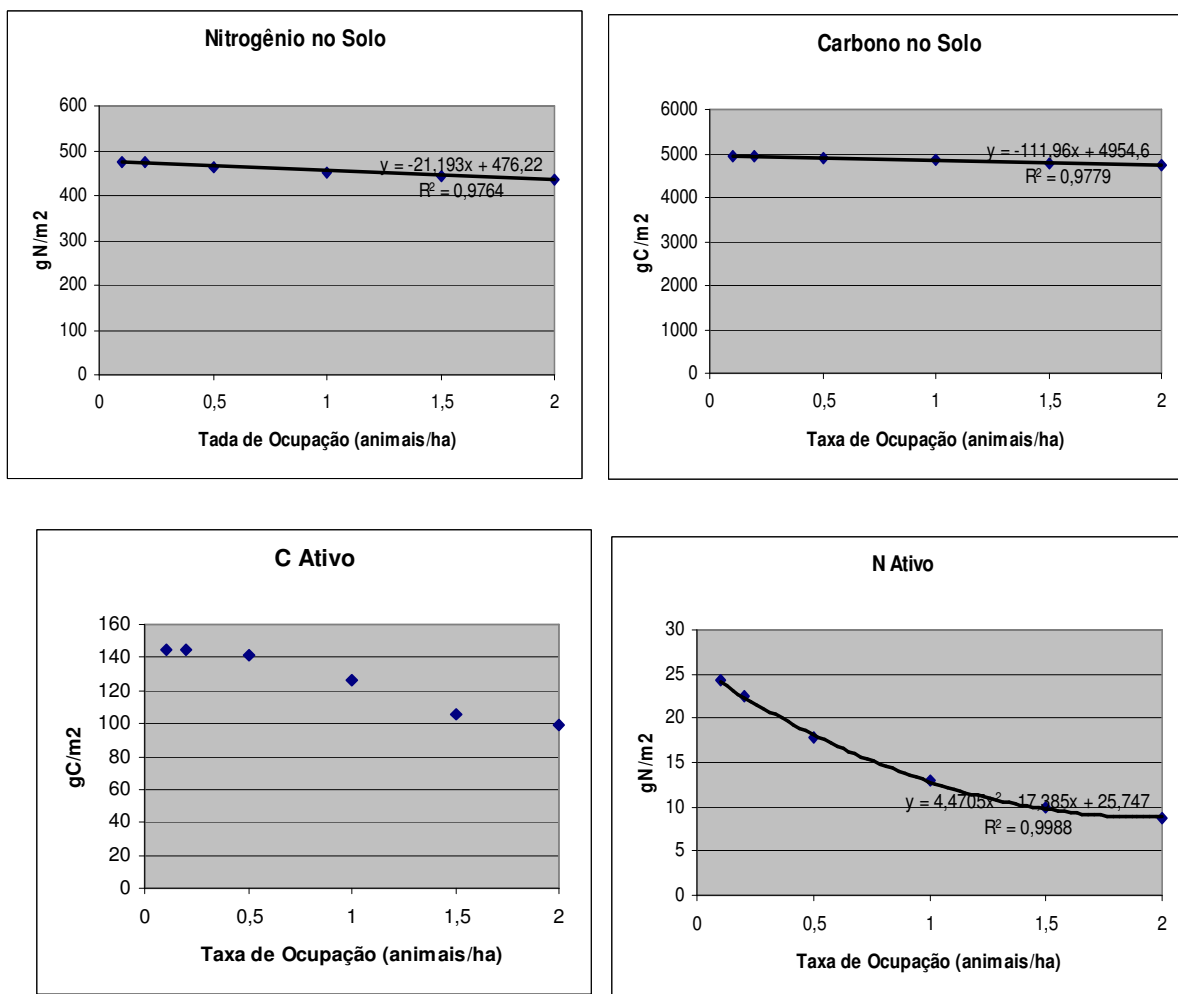 Nitrogênio no Solo
600
500
400
300
200
100
0
y = -21,193x + 476,22
R² = 0,9764
0 0,5 1 1,5 2
gN/m2
Tada de Ocupação (animais/ha)
Carbono no Solo
6000
5000
4000
3000
2000
1000
0
y = -111,96x + 4954,6
R² = 0,9779
0 0,5 1 1,5 2
gC/m2
Taxa de Ocupação (animais/ha)
C Ativo
160
140
120
100
80
60
40
20
0
0 0,5 1 1,5 2
gC/m2
Taxa de Ocupação (animais/ha)
N Ativo
30
25
20
15
10
5
0
y = 4,4705x² - 17,385x + 25,747
R² = 0,9988
0 0,5 1 1,5 2
gN/m2
Taxa de Ocupação (animais/ha)